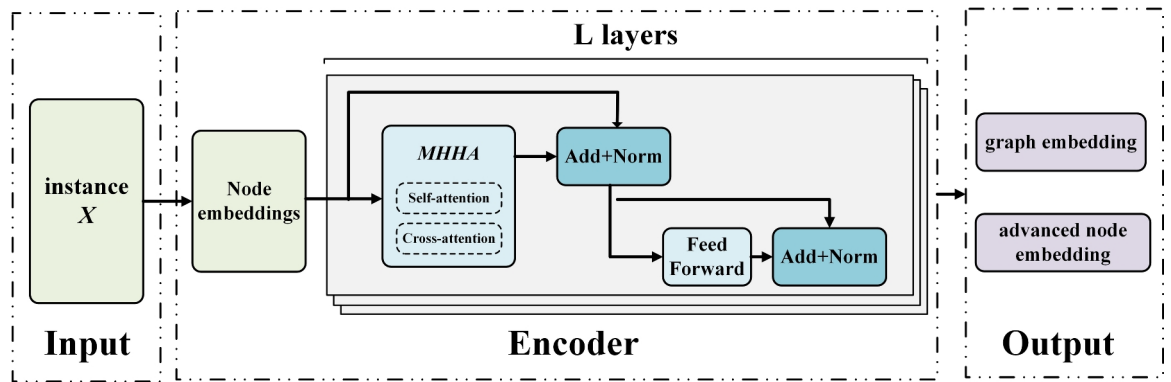 L layers
instance
X
Node
embeddings
MHHA
Self-attention
Cross-attention
Add+Norm
Feed
Forward
Add+Norm
graph embedding
advanced node
embedding
Input
Encoder
Output